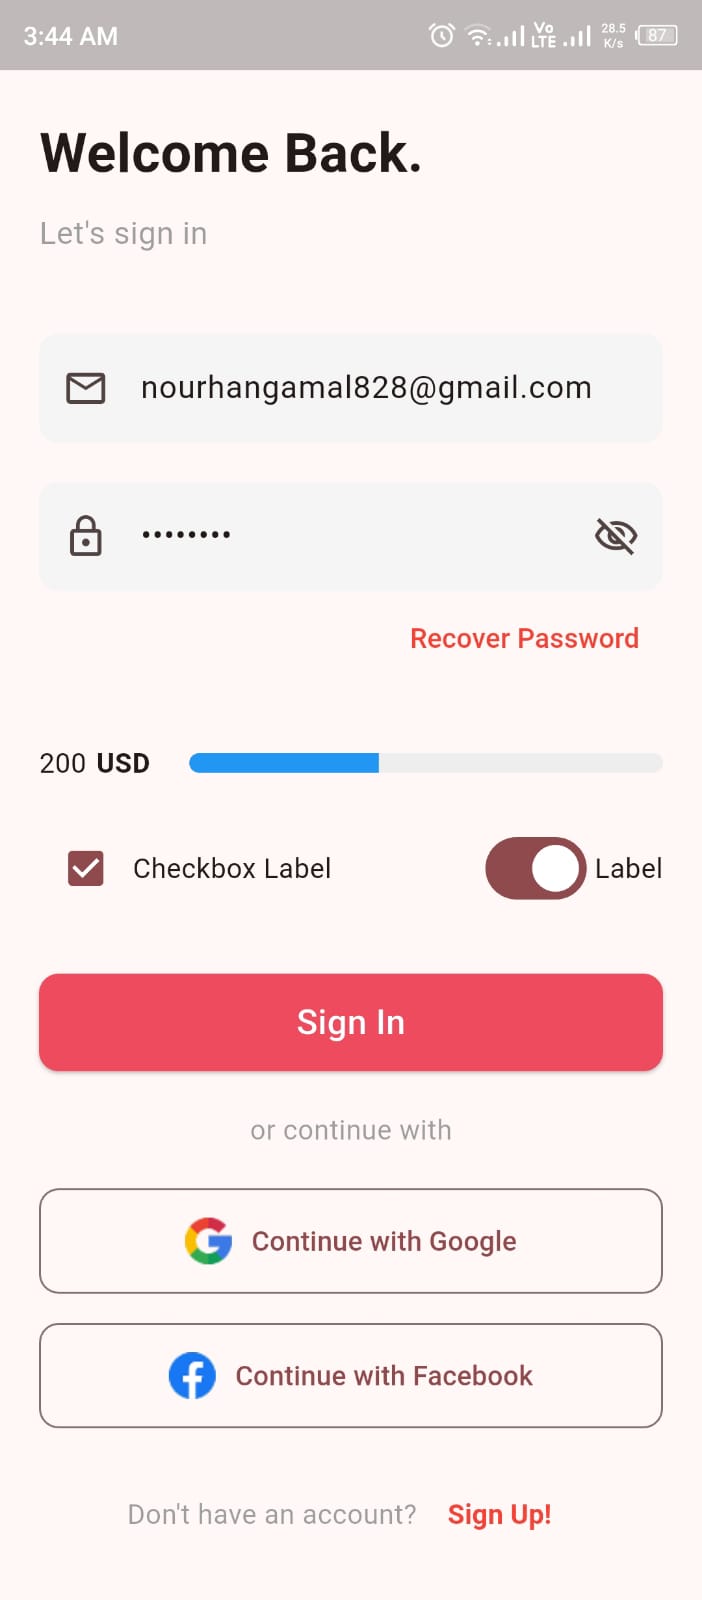 3:44 AM Vo LTE 28.5 K/s 87
Welcome Back.
Let's sign in
nourhangamal828@gmail.com
••••••••
Recover Password
200 USD
Checkbox Label Label
Sign In
or continue with
Continue with Google
Continue with Facebook
Don't have an account? Sign Up!